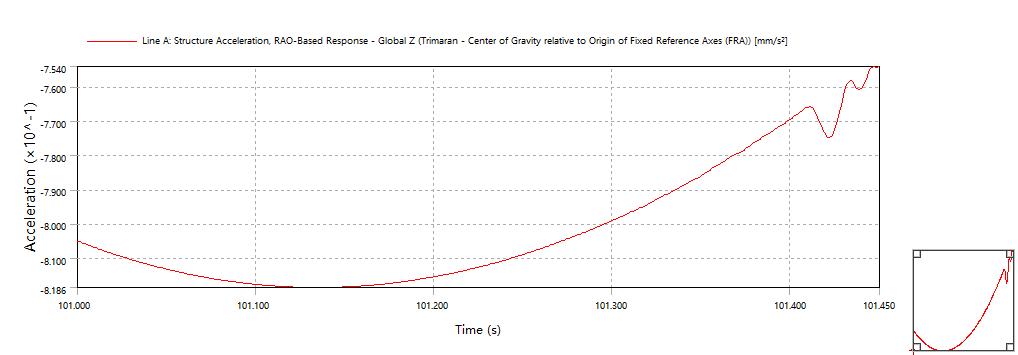 Line A: Structure Acceleration, RAO-Based Response - Global Z (Trimaran - Center of Gravity relative to Origin of Fixed Reference Axes (FRA)) [mm/s²]
-7.540
-7.600
-7.700
-7.800
-7.900
-8.000
-8.100
-8.186
Acceleration (×10^-1)
101.000 101.100 101.200 101.300 101.400 101.450
Time (s)